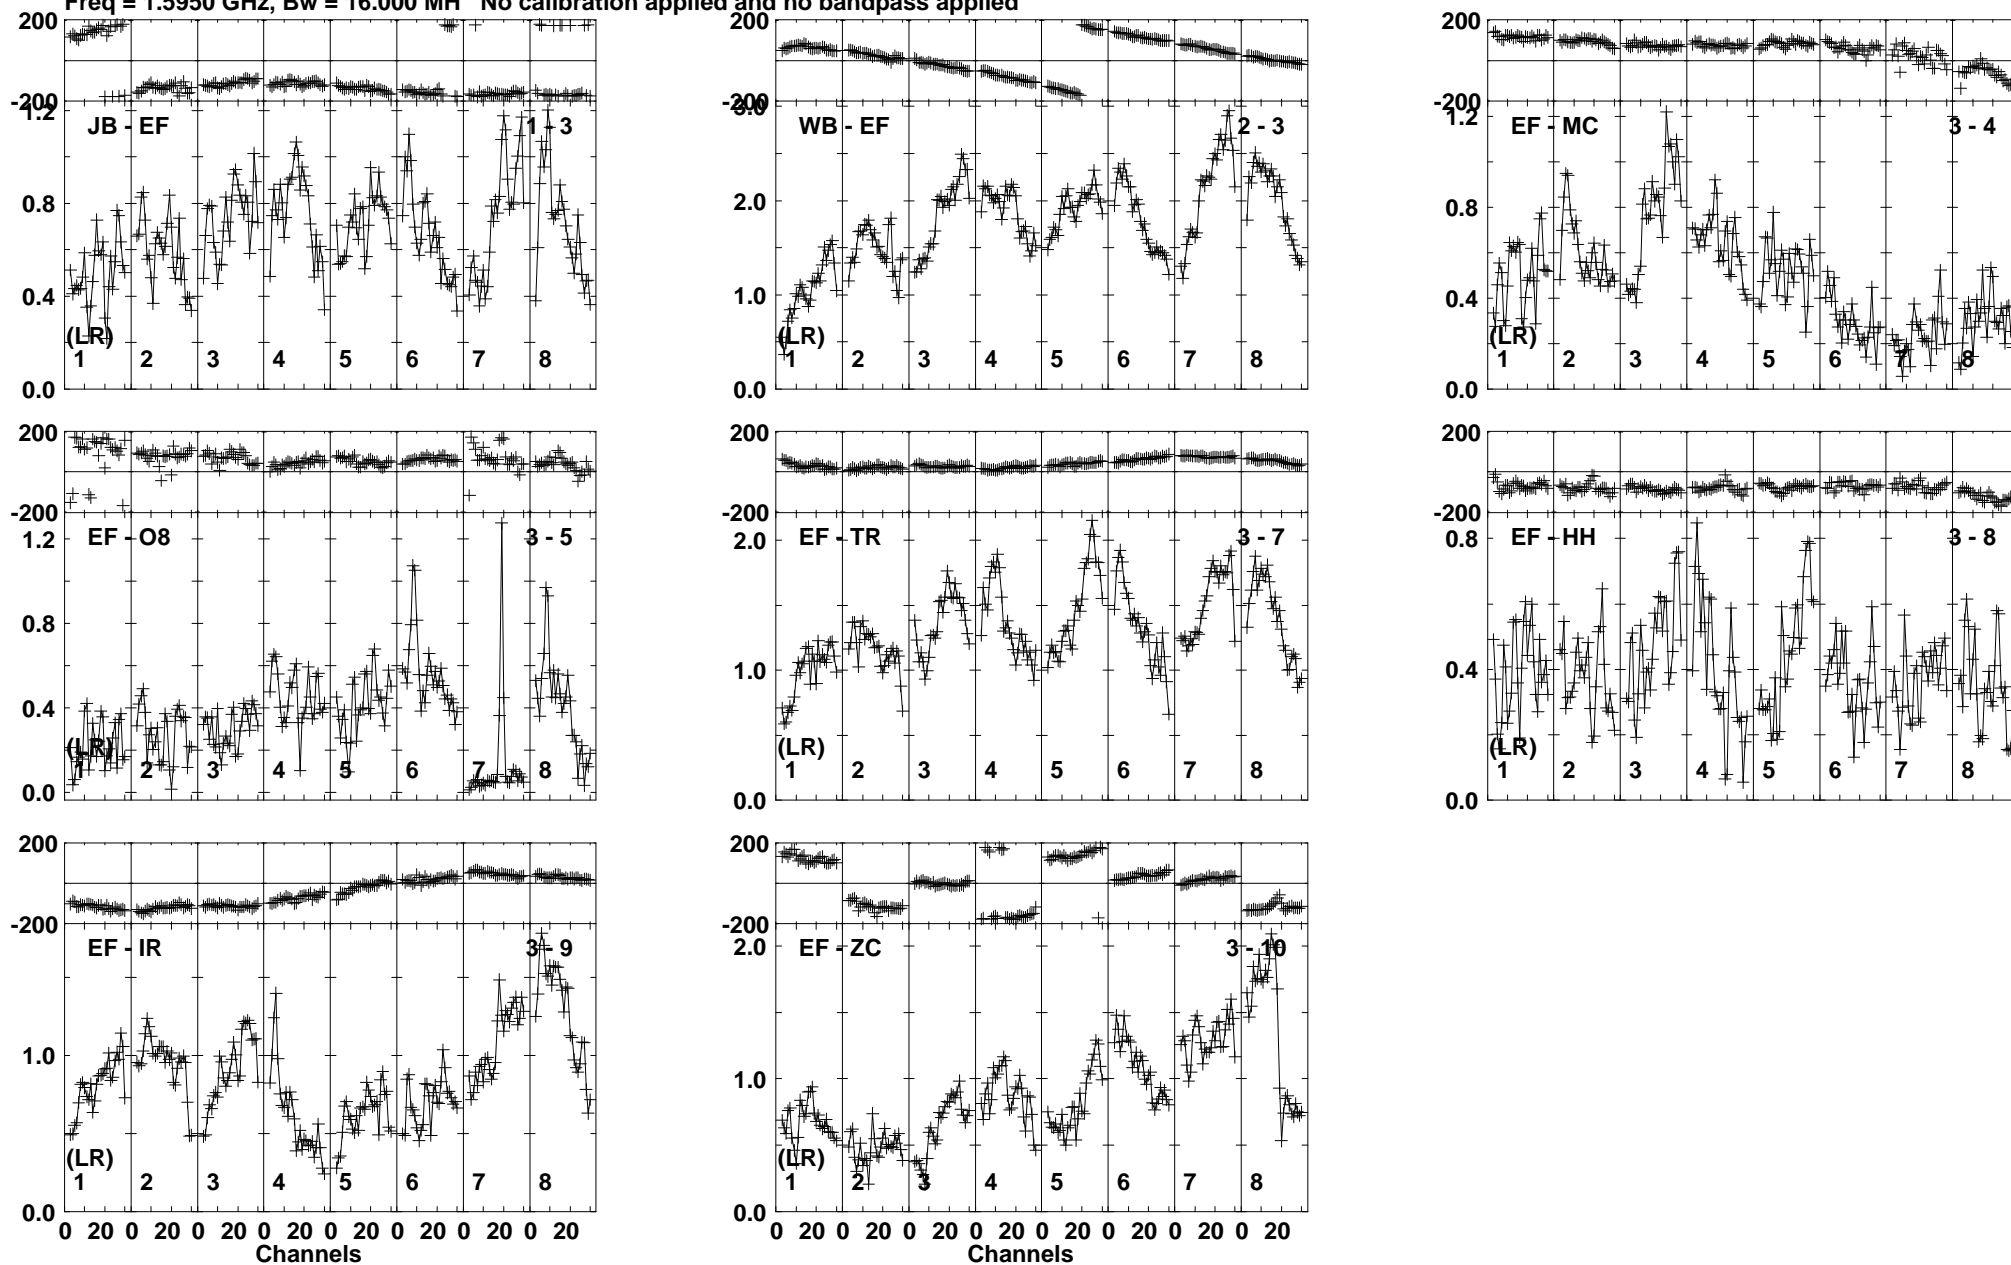 Freq = 1.5950 GHz, Bw = 16.000 MH No calibration applied and no bandpass applied
200 200 200
-200 -200 -200
1.2 3.0 1.2
JB - EF 1 - 3 WB - EF 2 - 3 EF - MC 3 - 4
0.8 2.0 0.8
0.4 1.0 0.4
(LR) (LR) (LR)
1 2 3 4 5 6 7 8 1 2 3 4 5 6 7 8 1 2 3 4 5 6 7 8
0.0 0.0 0.0
200 200 200
-200 -200 -200
EF - O8 3 - 5 EF - TR 3 - 7 EF - HH 3 - 8
1.2 2.0 0.8
0.8
0.4 1.0 0.4
(LR) (LR) (LR)
1 2 3 4 5 6 7 8 1 2 3 4 5 6 7 8 1 2 3 4 5 6 7 8
0.0 0.0 0.0
200 200
-200 -200
EF - IR 3 - 9 EF - ZC 3 - 10
2.0
1.0 1.0
(LR) (LR)
1 2 3 4 5 6 7 8 1 2 3 4 5 6 7 8
0.0 0.0
0 20 0 20 0 20 0 20 0 20 0 20 0 20 0 20 0 20 0 20 0 20 0 20 0 20 0 20 0 20 0 20
Channels Channels